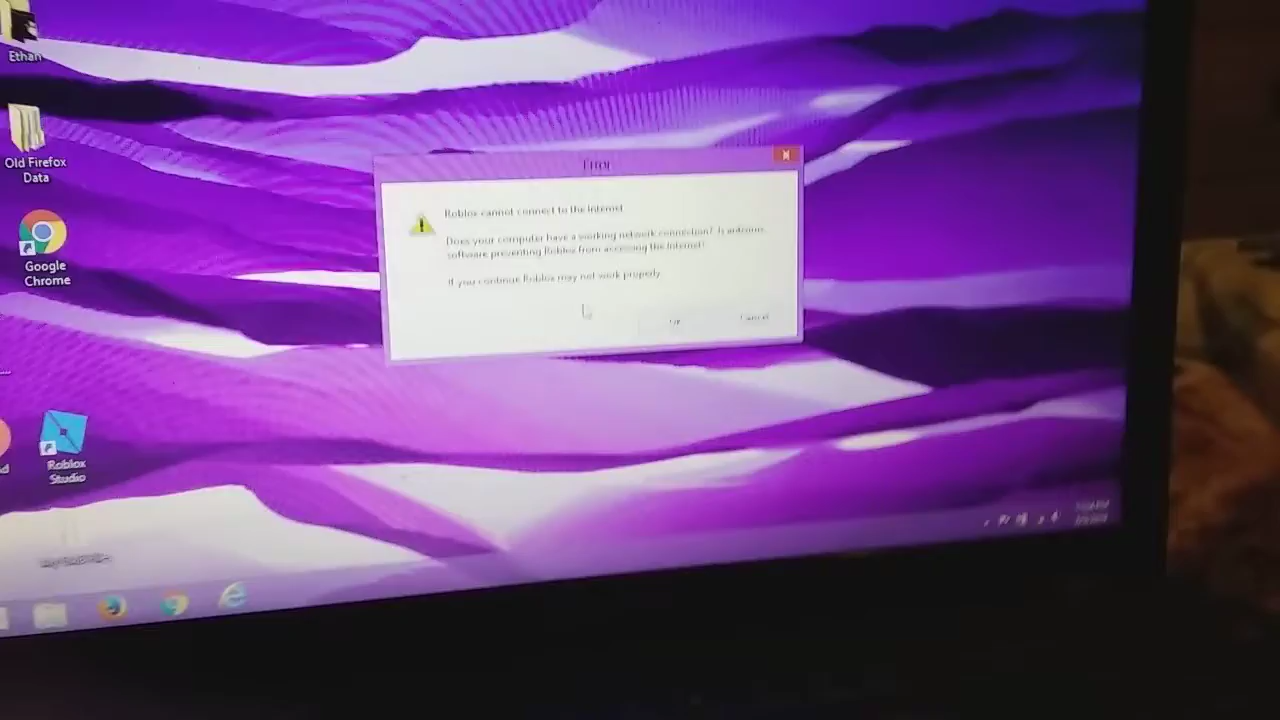 Ethan
Old Firefox
Data
Google
Chrome
Roblox
Studio
Error
Roblox cannot connect to the Internet
Does your computer have a working network connection? Is antivirus
software preventing Roblox from accessing the Internet?
If you continue Roblox may not work properly.
OK
Cancel